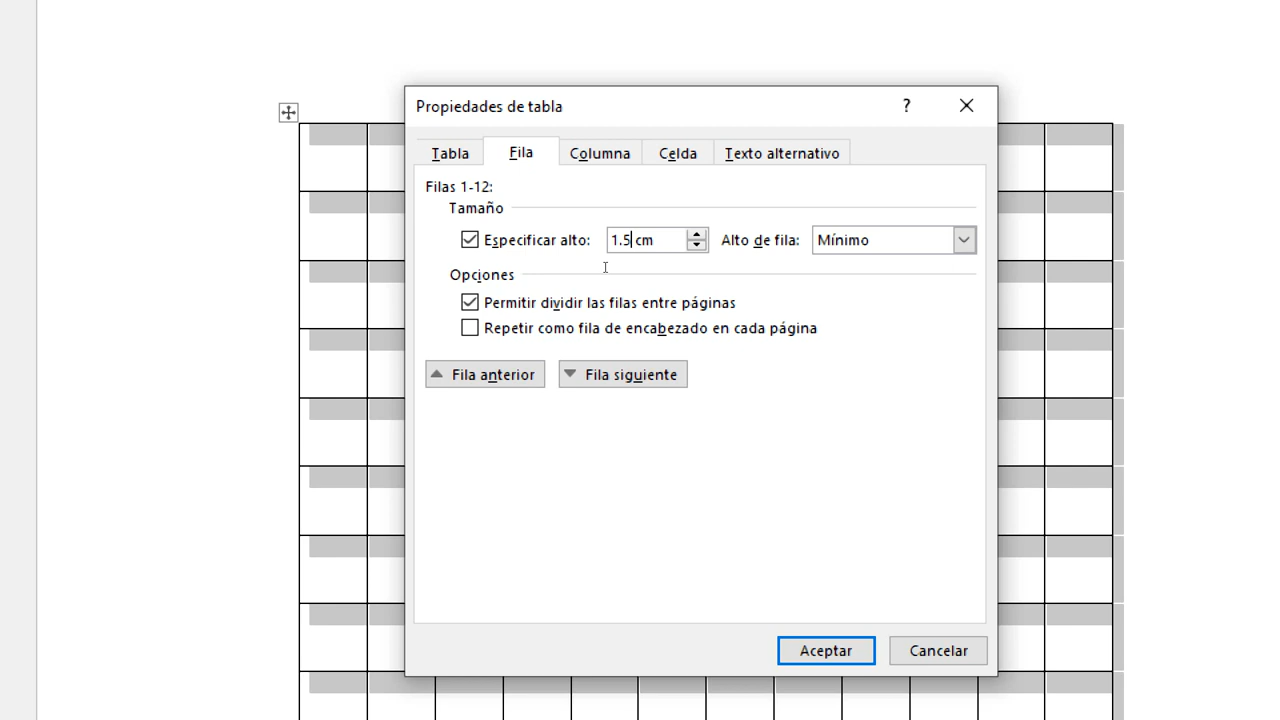 Propiedades de tabla ?
Tabla Fila Columna Celda Texto alternativo
Filas 1-12:
Tamaño
Especificar alto: 1.5 cm Alto de fila: Mínimo
Opciones
Permitir dividir las filas entre páginas
Repetir como fila de encabezado en cada página
Fila anterior Fila siguiente
Aceptar Cancelar